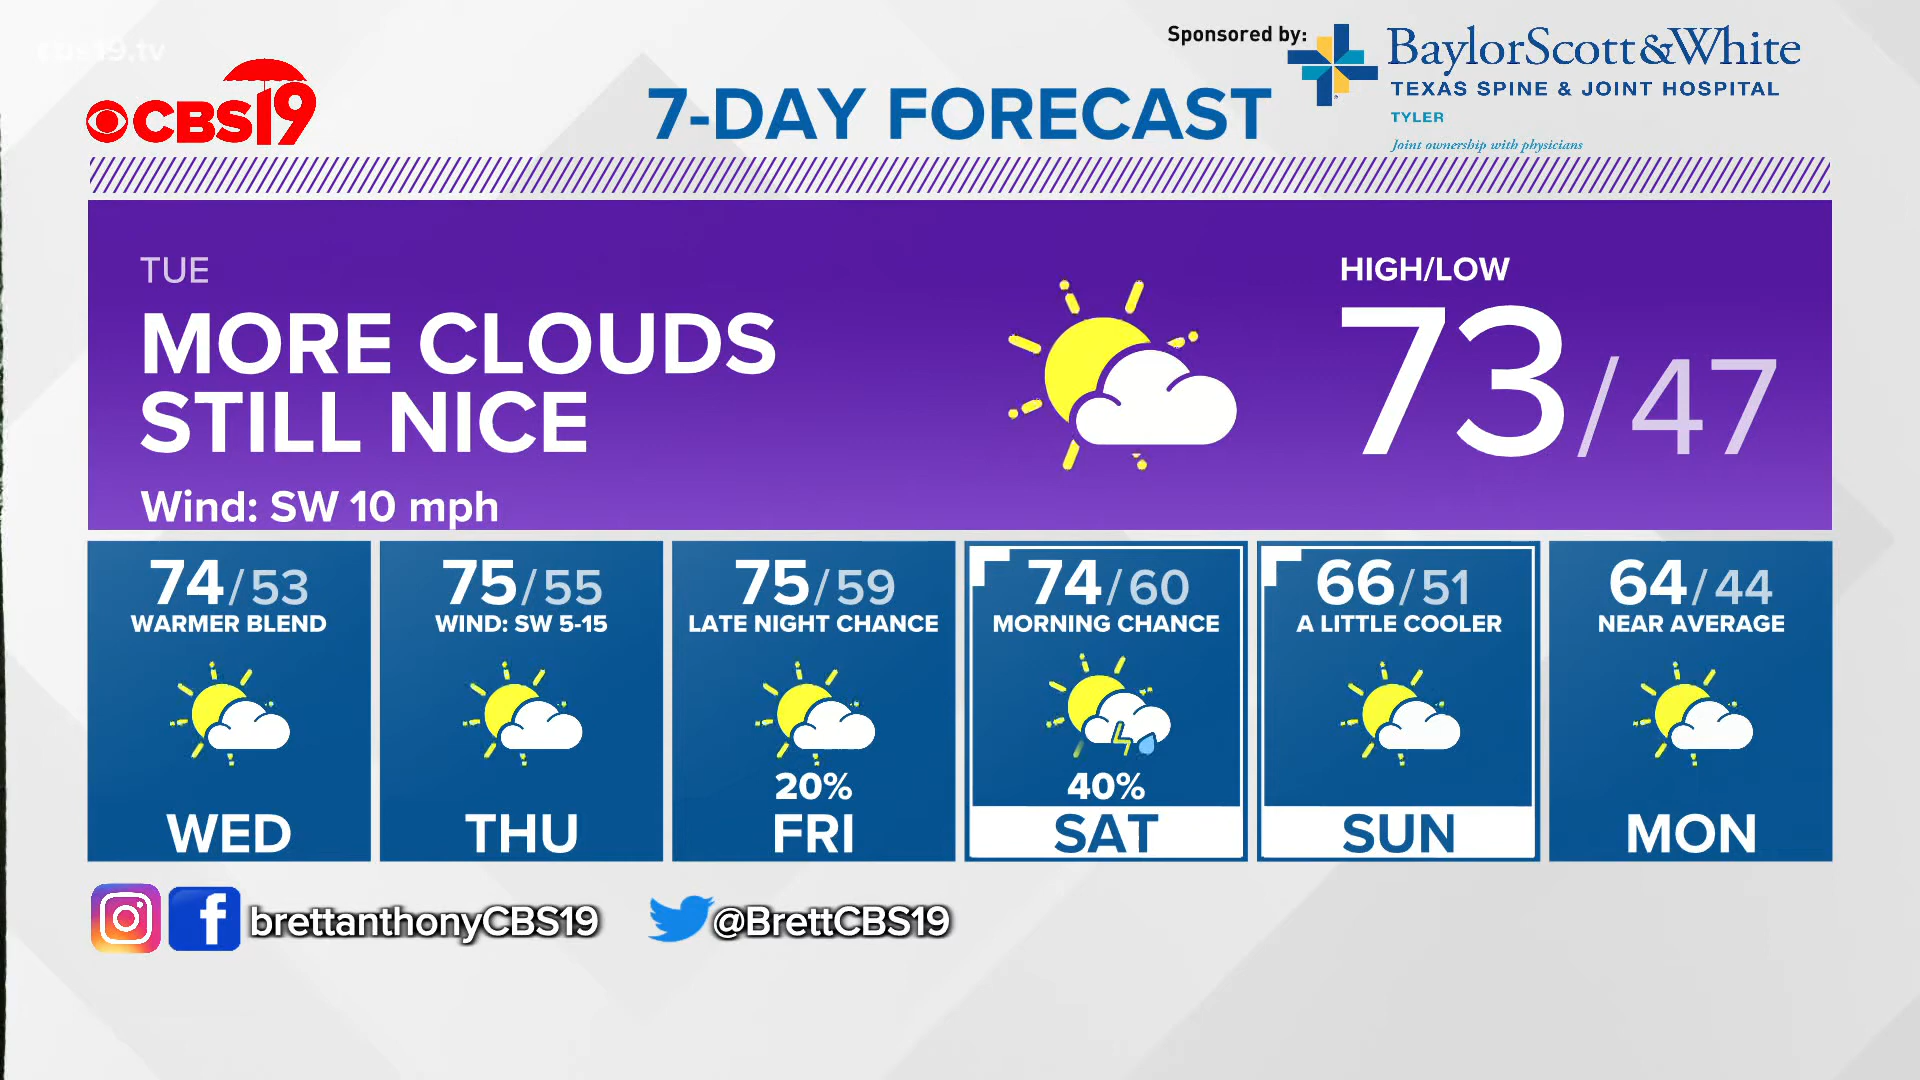 cbs19.tv
Sponsored by:
BaylorScott&White
TEXAS SPINE & JOINT HOSPITAL
TYLER
Joint ownership with physicians
CBS19
7-DAY FORECAST
TUE
MORE CLOUDS
STILL NICE
Wind: SW 10 mph
HIGH/LOW
73/47
74/53
WARMER BLEND
WED
75/55
WIND: SW 5-15
THU
75/59
LATE NIGHT CHANCE
20%
FRI
74/60
MORNING CHANCE
40%
SAT
66/51
A LITTLE COOLER
SUN
64/44
NEAR AVERAGE
MON
brettanthonyCBS19
@BrettCBS19